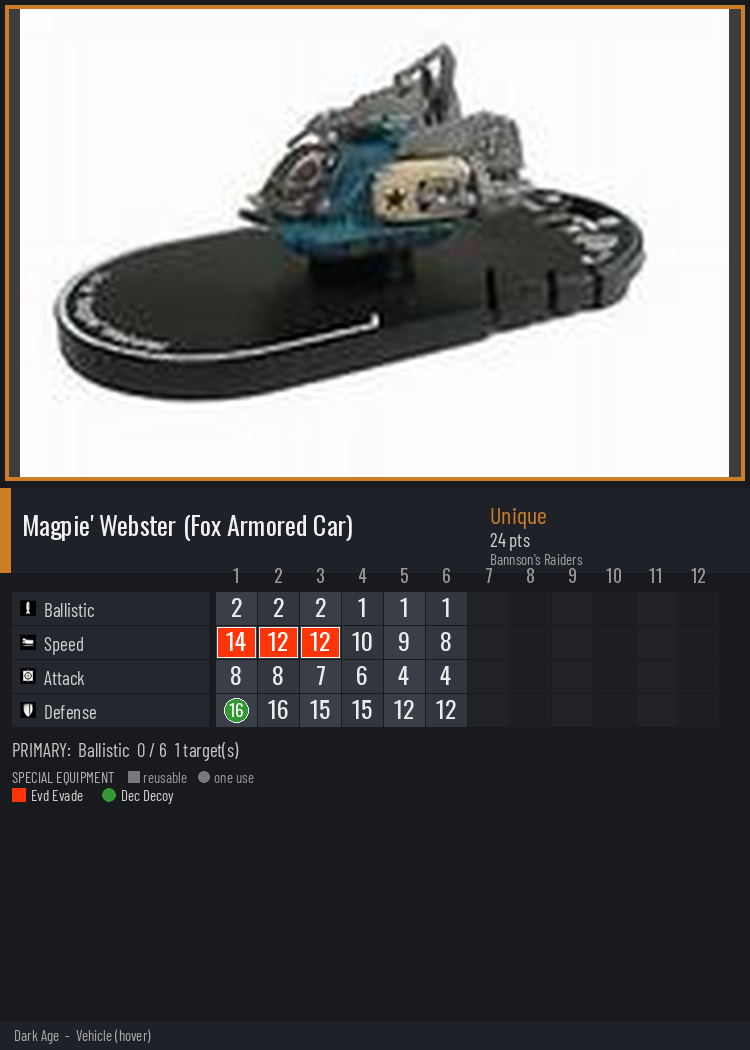 Magpie' Webster (Fox Armored Car)
Unique
24 pts
Bannson's Raiders
1 2 3 4 5 6 7 8 9 10 11 12
Ballistic 2 2 2 1 1 1
Speed 14 12 12 10 9 8
Attack 8 8 7 6 4 4
Defense 16 16 15 15 12 12
PRIMARY: Ballistic 0 / 6 1 target(s)
SPECIAL EQUIPMENT reusable one use
Evd Evade Dec Decoy
Dark Age - Vehicle (hover)